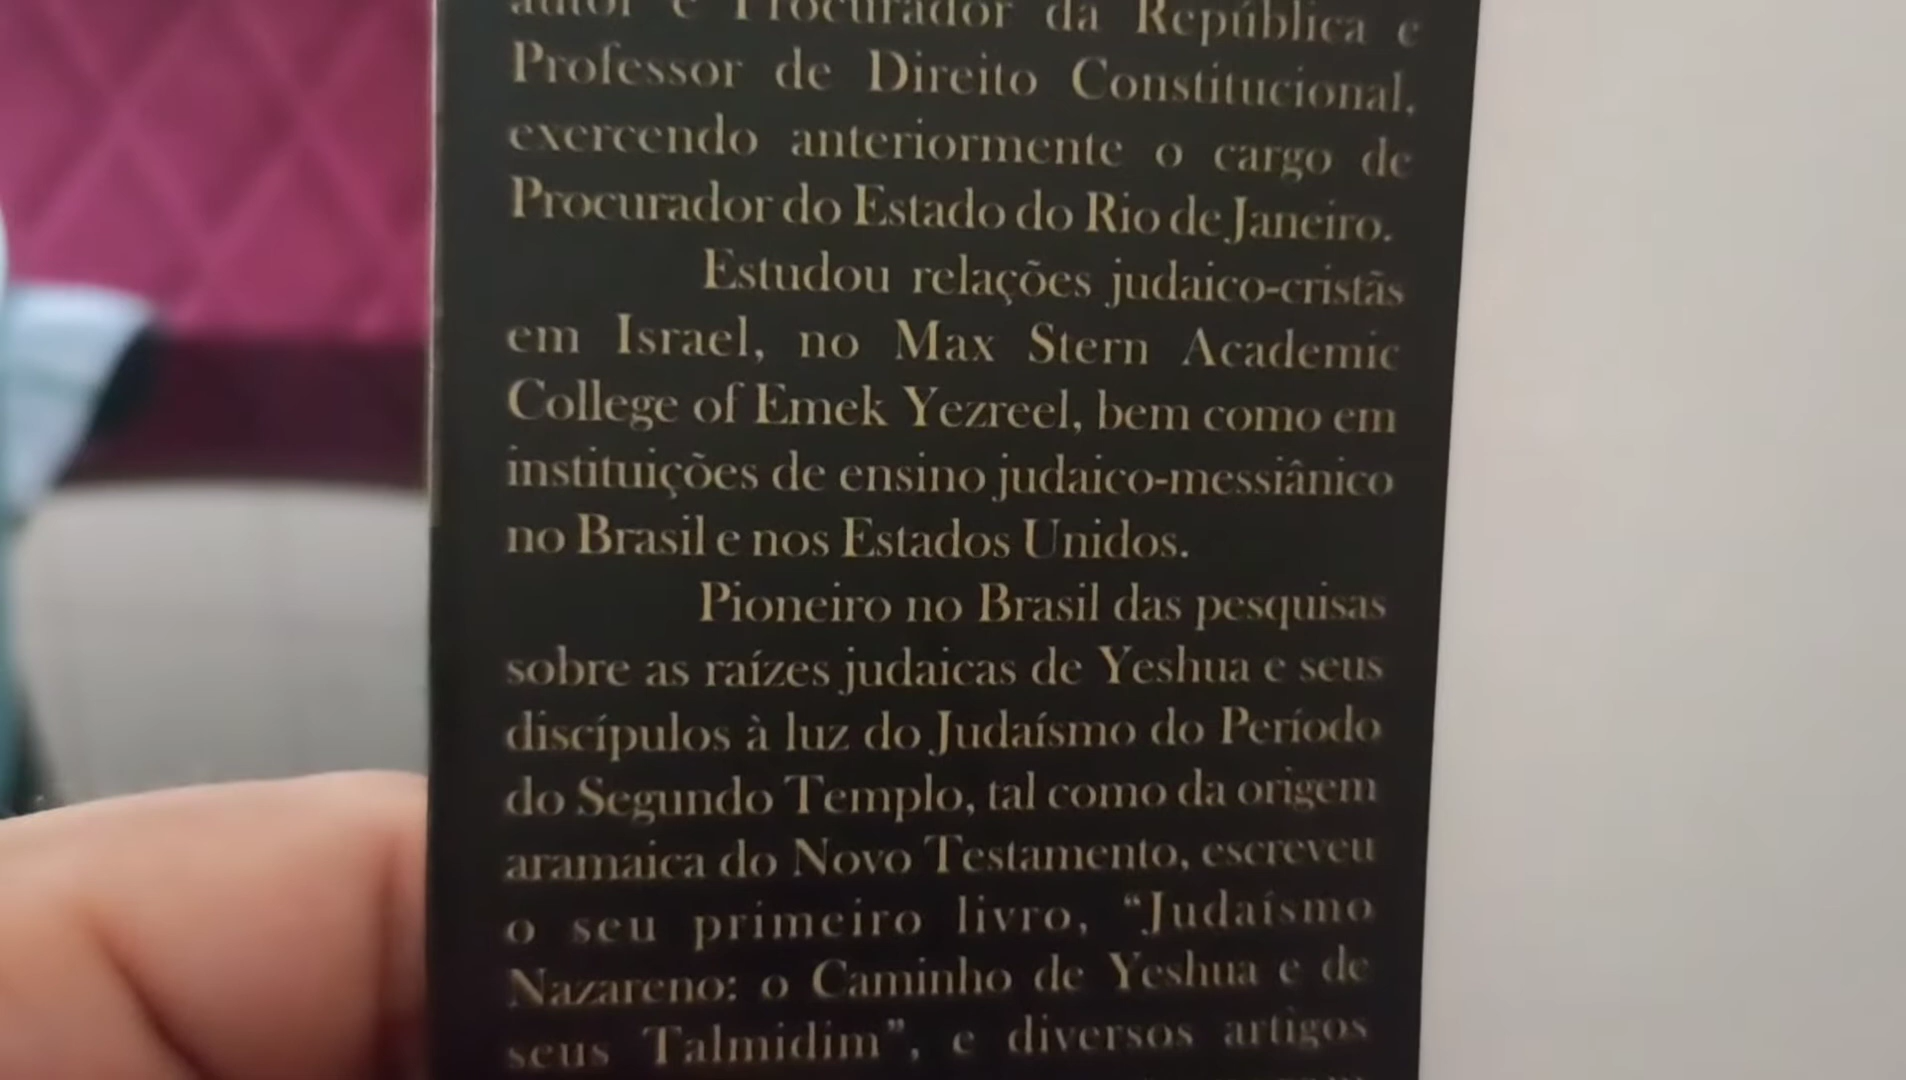 autor é Procurador da República e
Professor de Direito Constitucional,
exercendo anteriormente o cargo de
Procurador do Estado do Rio de Janeiro.
Estudou relações judaico-cristãs
em Israel, no Max Stern Academic
College of Emek Yezreel, bem como em
instituições de ensino judaico-messiânico
no Brasil e nos Estados Unidos.
Pioneiro no Brasil das pesquisas
sobre as raízes judaicas de Yeshua e seus
discípulos à luz do Judaísmo do Período
do Segundo Templo, tal como da origem
aramaica do Novo Testamento, escreveu
o seu primeiro livro, “Judaísmo
Nazareno: o Caminho de Yeshua e de
seus Talmidim”, e diversos artigos